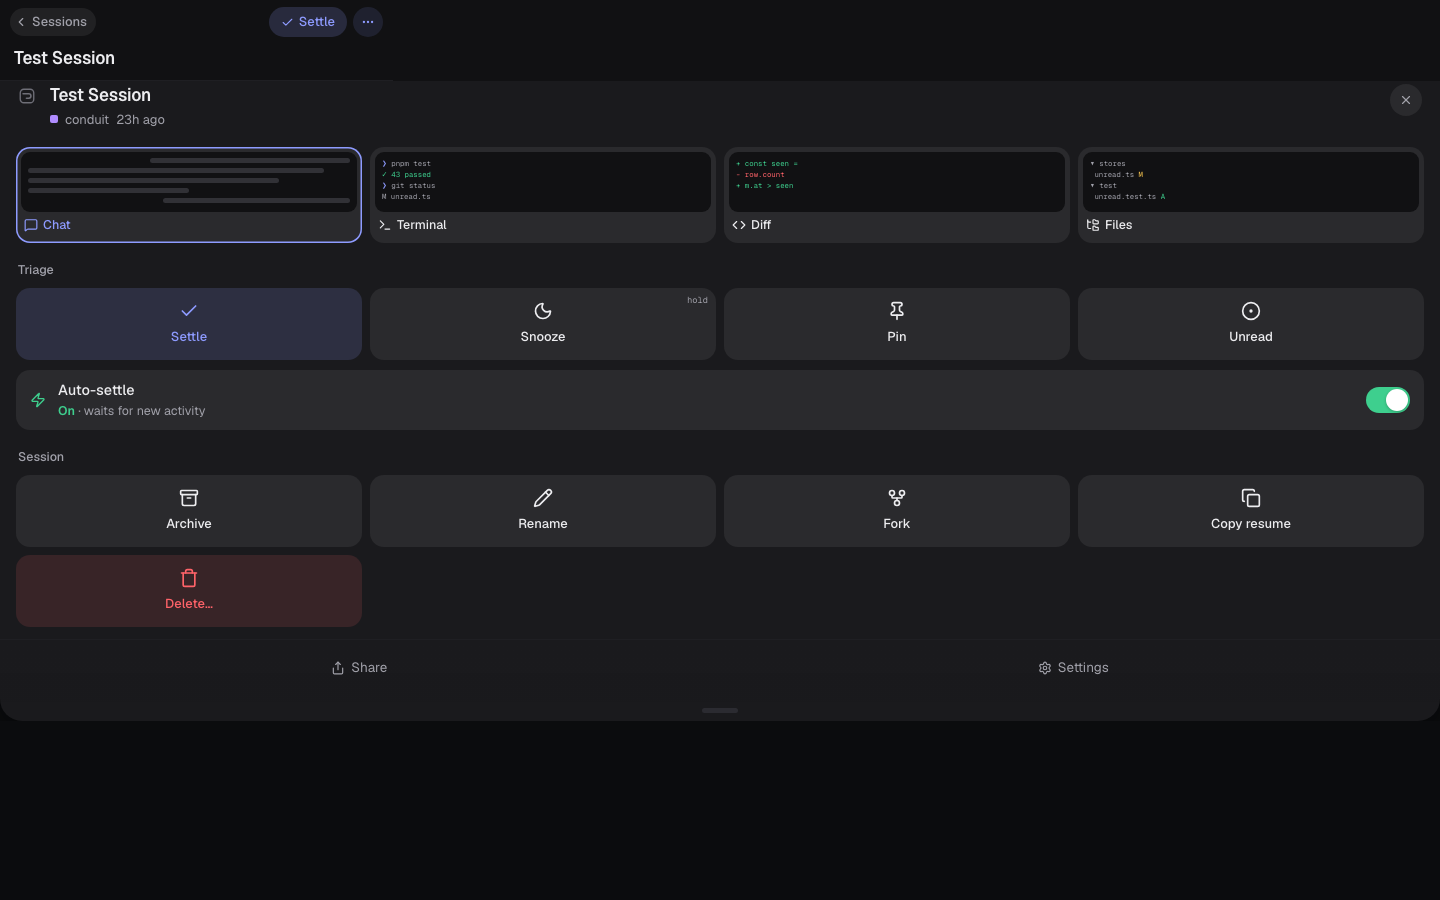 Sessions
Settle
Test Session
Test Session
conduit 23h ago
❯ pnpm test
✓ 43 passed
❯ git status
M unread.ts
+ const seen =
- row.count
+ m.at > seen
▾ stores
unread.ts M
▾ test
unread.test.ts A
Chat
Terminal
Diff
Files
Triage
hold
Settle
Snooze
Pin
Unread
Auto-settle
On · waits for new activity
Session
Archive
Rename
Fork
Copy resume
Delete...
Share
Settings